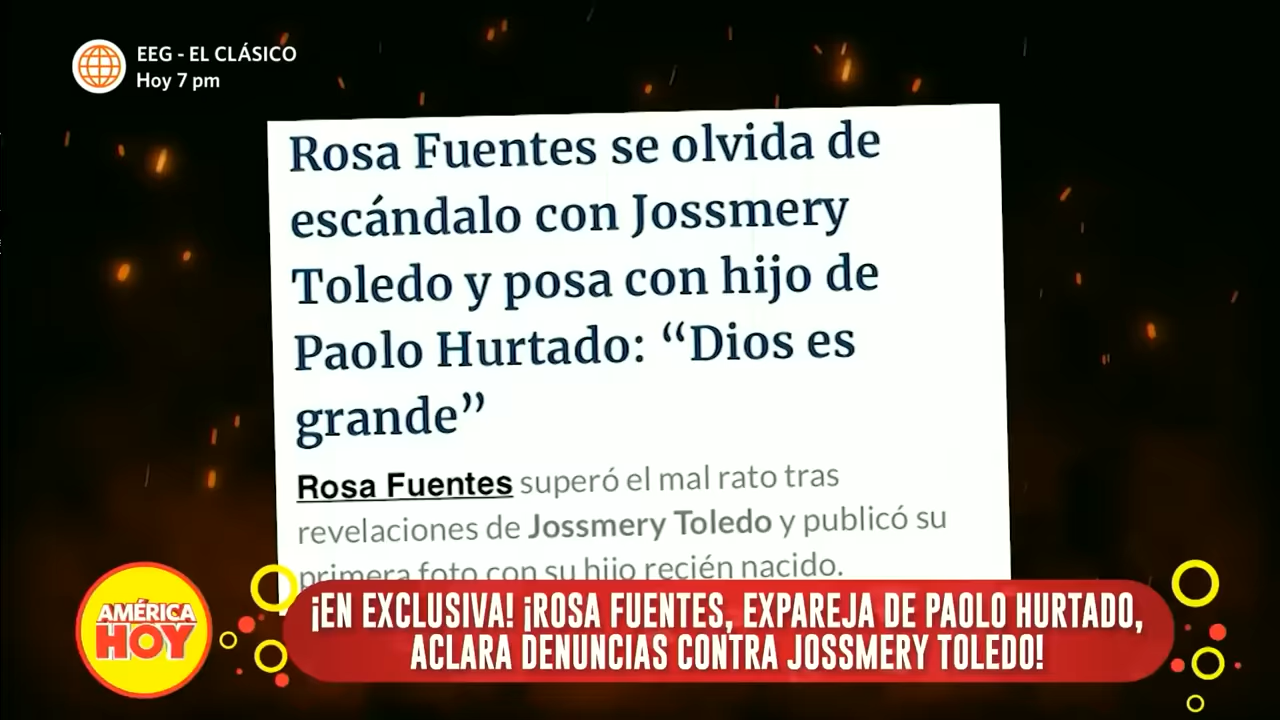 EEG - EL CLÁSICO
Hoy 7 pm
Rosa Fuentes se olvida de
escándalo con Jossmery
Toledo y posa con hijo de
Paolo Hurtado: “Dios es
grande”
Rosa Fuentes superó el mal rato tras
revelaciones de Jossmery Toledo y publicó su
primera foto con su hijo recién nacido.
AMÉRICA
HOY
¡EN EXCLUSIVA! ¡ROSA FUENTES, EXPAREJA DE PAOLO HURTADO,
ACLARA DENUNCIAS CONTRA JOSSMERY TOLEDO!